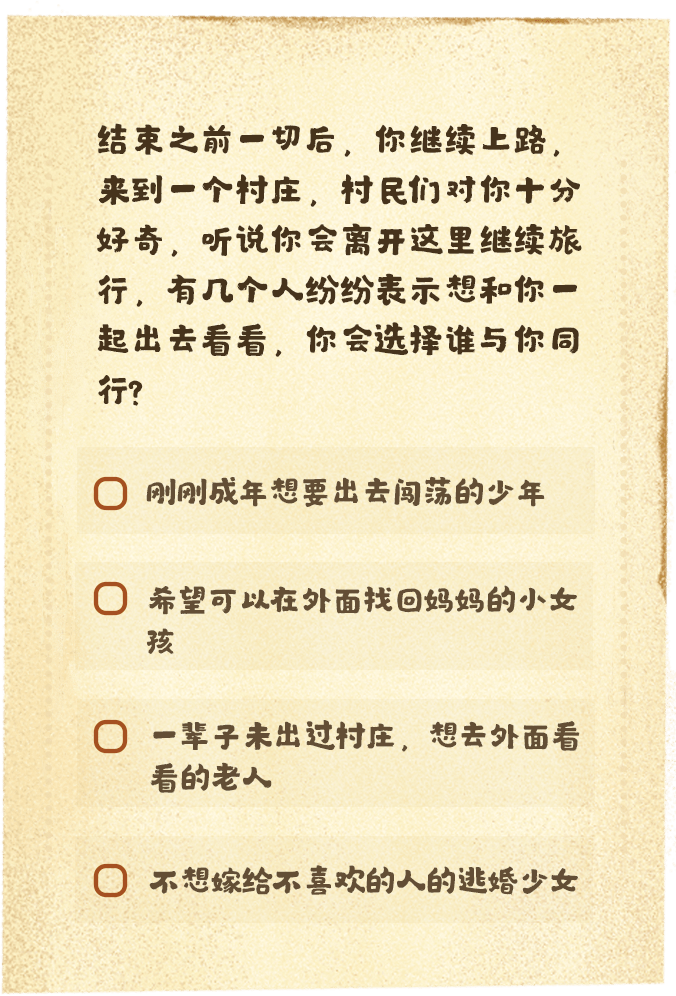 结束之前一切后，你继续上路，
来到一个村庄，村民们对你十分
好奇，听说你会离开这里继续旅
行，有几个人纷纷表示想和你一
起出去看看，你会选择谁与你同
行?
刚刚成年想要出去闯荡的少年
希望可以在外面找回妈妈的小女
孩
一辈子未出过村庄，想去外面看
看的老人
不想嫁给不喜欢的人的逃婚少女